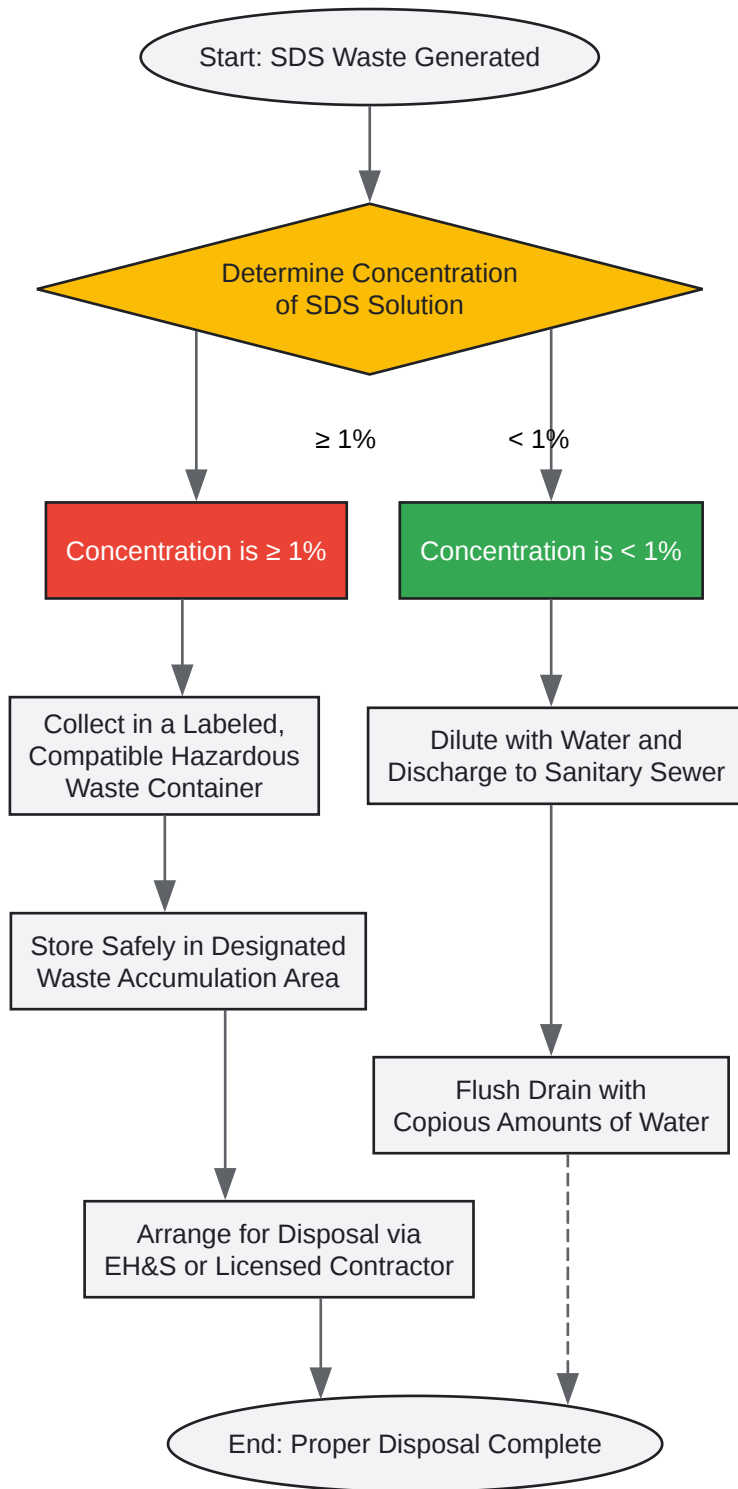 Start: SDS Waste Generated
Determine Concentration
of SDS Solution
≥ 1%
< 1%
Concentration is ≥ 1%
Concentration is < 1%
Collect in a Labeled,
Compatible Hazardous
Waste Container
Dilute with Water and
Discharge to Sanitary Sewer
Store Safely in Designated
Waste Accumulation Area
Flush Drain with
Copious Amounts of Water
Arrange for Disposal via
EH&S or Licensed Contractor
End: Proper Disposal Complete